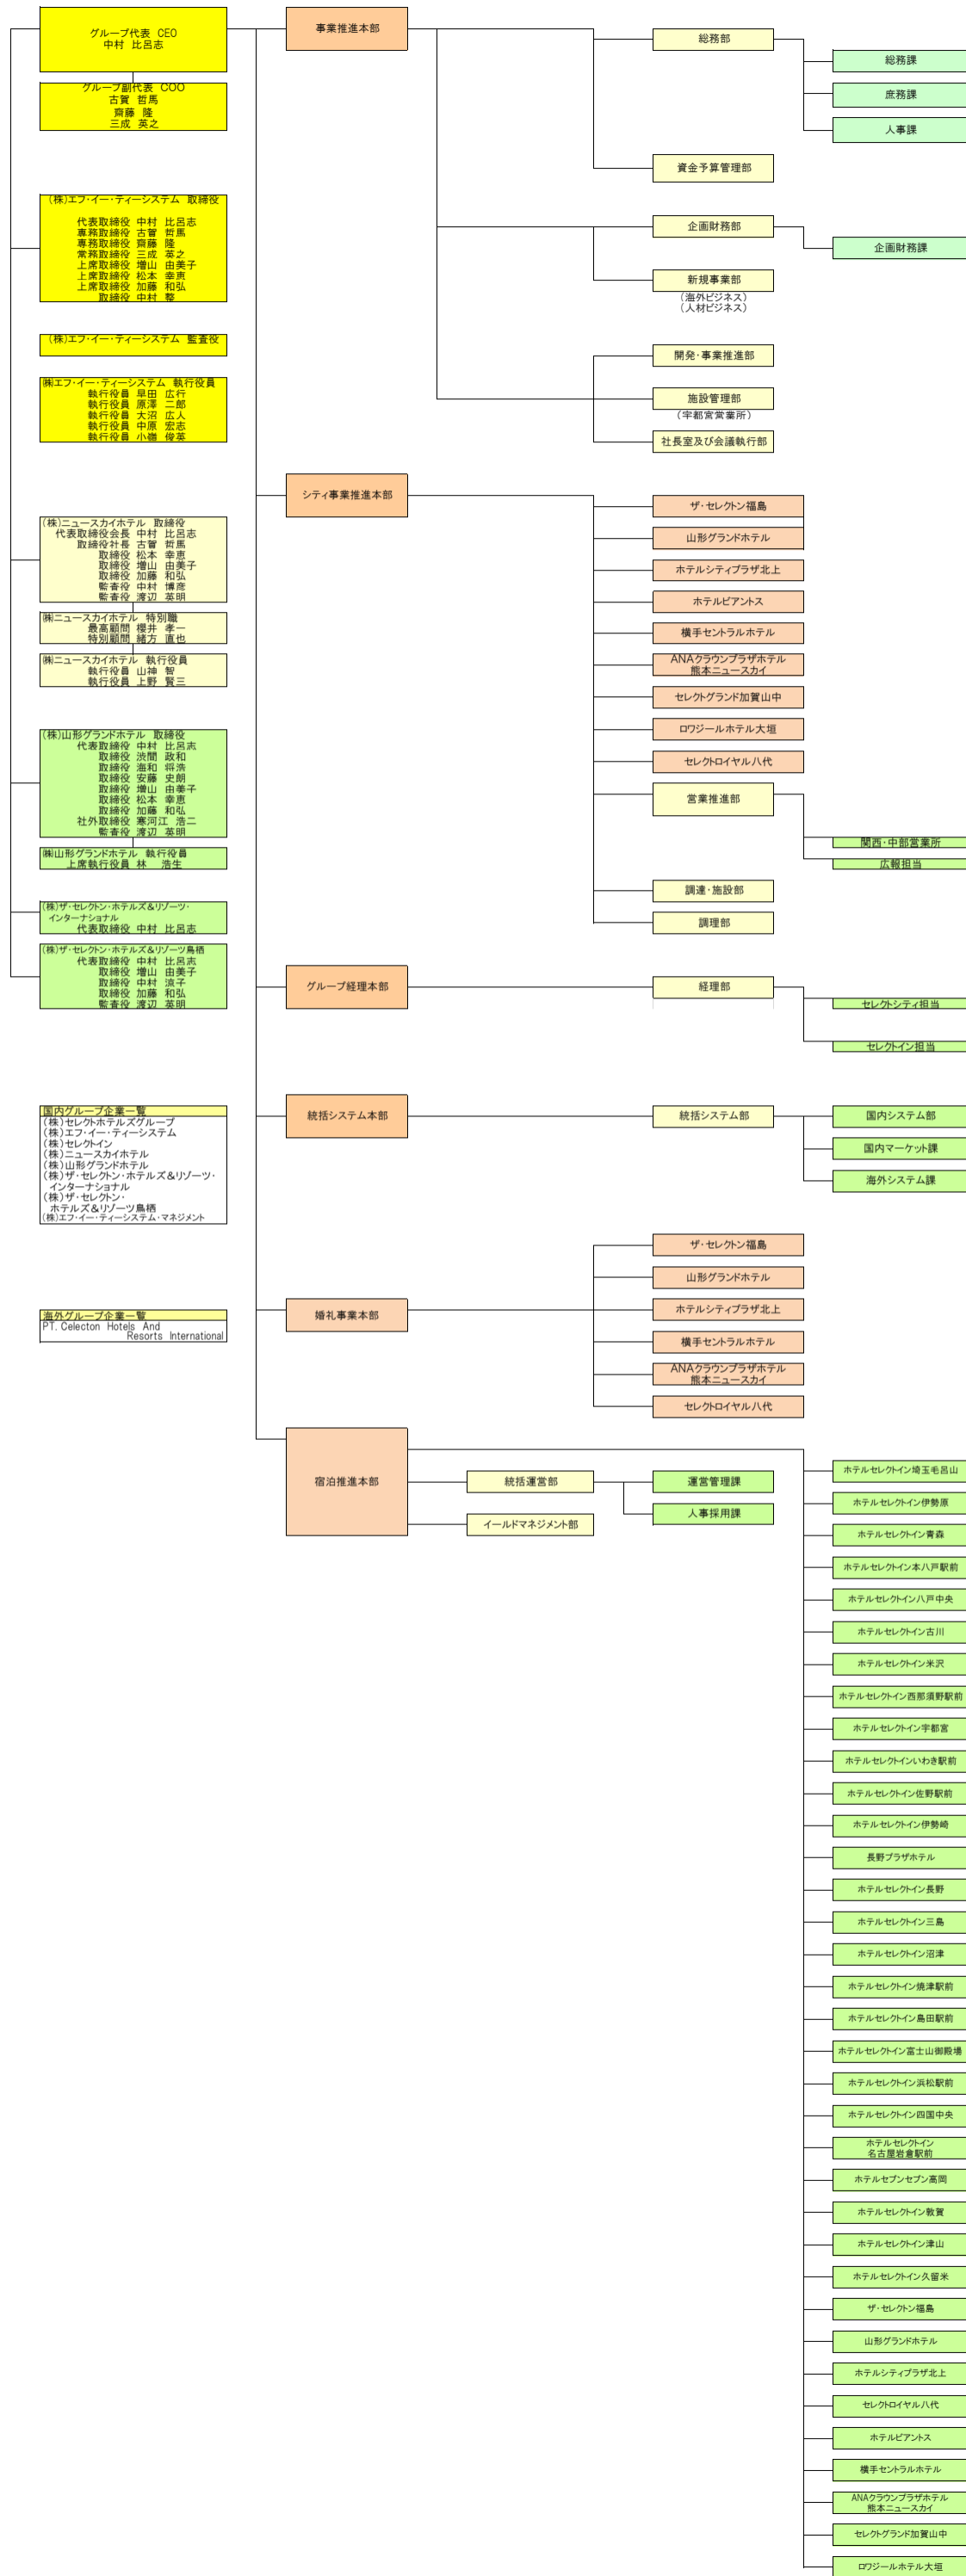 グループ代表 CEO
中村 比呂志
グループ副代表 COO
古賀 哲馬
齋藤 隆
三成 英之
(株)エフ・イー・ティーシステム 取締役
代表取締役 中村 比呂志
専務取締役 古賀 哲馬
専務取締役 齋藤 隆
常務取締役 三成 英之
上席取締役 増山 由美子
上席取締役 松本 幸恵
上席取締役 加藤 和弘
取締役 中村 整
(株)エフ・イー・ティーシステム 監査役
㈱エフ・イー・ティーシステム 執行役員
執行役員 早田 広行
執行役員 原澤 二郎
執行役員 大沼 広人
執行役員 中原 宏志
執行役員 小嶺 俊英
(株)ニュースカイホテル 取締役
代表取締役会長 中村 比呂志
取締役社長 古賀 哲馬
取締役 松本 幸恵
取締役 増山 由美子
取締役 加藤 和弘
監査役 中村 博彦
監査役 渡辺 英明
㈱ニュースカイホテル 特別職
最高顧問 櫻井 孝一
特別顧問 緒方 直也
㈱ニュースカイホテル 執行役員
執行役員 山神 智
執行役員 上野 賢三
(株)山形グランドホテル 取締役
代表取締役 中村 比呂志
取締役 渋間 政和
取締役 海和 将浩
取締役 安藤 史朗
取締役 増山 由美子
取締役 松本 幸恵
取締役 加藤 和弘
社外取締役 寒河江 浩二
監査役 渡辺 英明
㈱山形グランドホテル 執行役員
上席執行役員 林 浩生
(株)ザ・セレクトン・ホテルズ&リゾーツ・
インターナショナル
代表取締役 中村 比呂志
(株)ザ・セレクトン・ホテルズ&リゾーツ鳥栖
代表取締役 中村 比呂志
取締役 増山 由美子
取締役 中村 涼子
取締役 加藤 和弘
監査役 渡辺 英明
国内グループ企業一覧
(株)セレクトホテルズグループ
(株)エフ・イー・ティーシステム
(株)セレクトイン
(株)ニュースカイホテル
(株)山形グランドホテル
(株)ザ・セレクトン・ホテルズ&リゾーツ・
インターナショナル
(株)ザ・セレクトン・
ホテルズ&リゾーツ鳥栖
(株)エフ・イー・ティーシステム・マネジメント
海外グループ企業一覧
PT. Celecton Hotels And
Resorts International
事業推進本部
総務部
総務課
庶務課
人事課
資金予算管理部
企画財務部
企画財務課
新規事業部
(海外ビジネス)
(人材ビジネス)
開発・事業推進部
施設管理部
(宇都宮営業所)
社長室及び会議執行部
シティ事業推進本部
ザ・セレクトン福島
山形グランドホテル
ホテルシティプラザ北上
ホテルビアントス
横手セントラルホテル
ANAクラウンプラザホテル
熊本ニュースカイ
セレクトグランド加賀山中
ロワジールホテル大垣
セレクトロイヤル八代
営業推進部
関西・中部営業所
広報担当
調達・施設部
調理部
グループ経理本部
経理部
セレクトシティ担当
セレクトイン担当
統括システム本部
統括システム部
国内システム部
国内マーケット課
海外システム課
婚礼事業本部
ザ・セレクトン福島
山形グランドホテル
ホテルシティプラザ北上
横手セントラルホテル
ANAクラウンプラザホテル
熊本ニュースカイ
セレクトロイヤル八代
宿泊推進本部
統括運営部
運営管理課
人事採用課
イールドマネジメント部
ホテルセレクトイン埼玉毛呂山
ホテルセレクトイン伊勢原
ホテルセレクトイン青森
ホテルセレクトイン本八戸駅前
ホテルセレクトイン八戸中央
ホテルセレクトイン古川
ホテルセレクトイン米沢
ホテルセレクトイン西那須野駅前
ホテルセレクトイン宇都宮
ホテルセレクトインいわき駅前
ホテルセレクトイン佐野駅前
ホテルセレクトイン伊勢崎
長野プラザホテル
ホテルセレクトイン長野
ホテルセレクトイン三島
ホテルセレクトイン沼津
ホテルセレクトイン焼津駅前
ホテルセレクトイン島田駅前
ホテルセレクトイン富士山御殿場
ホテルセレクトイン浜松駅前
ホテルセレクトイン四国中央
ホテルセレクトイン
名古屋岩倉駅前
ホテルセブンセブン高岡
ホテルセレクトイン敦賀
ホテルセレクトイン津山
ホテルセレクトイン久留米
ザ・セレクトン福島
山形グランドホテル
ホテルシティプラザ北上
セレクトロイヤル八代
ホテルビアントス
横手セントラルホテル
ANAクラウンプラザホテル
熊本ニュースカイ
セレクトグランド加賀山中
ロワジールホテル大垣